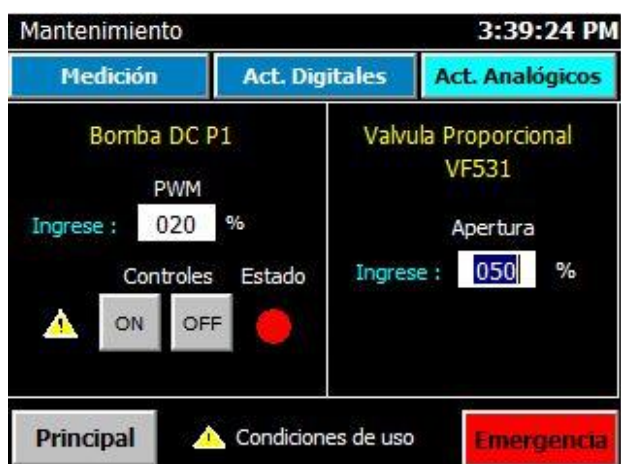 Mantenimiento 3:39:24 PM
Medición Act. Digitales Act. Analógicos
Bomba DC P1
PWM
Ingrese : 020 %
Controles Estado
ON OFF
Valvula Proporcional
VF531
Apertura
Ingrese : 050 %
Principal Condiciones de uso Emergencia